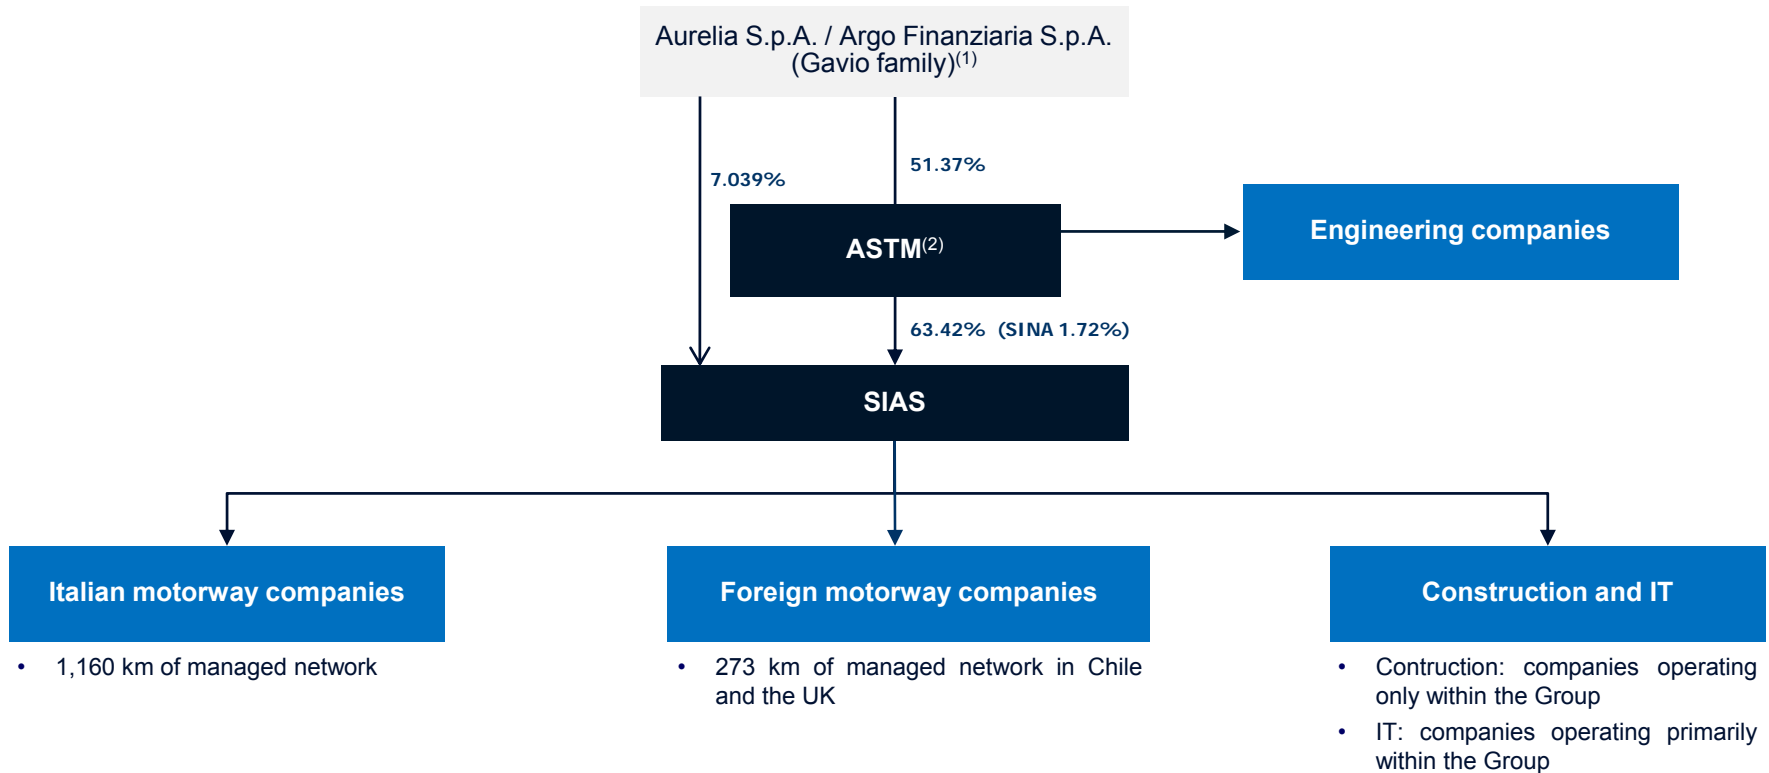 Aurelia S.p.A. / Argo Finanziaria S.p.A.
(Gavio family)(1)
7.039%
51.37%
ASTM(2)
Engineering companies
63.42% (SINA 1.72%)
SIAS
Italian motorway companies
Foreign motorway companies
Construction and IT
• 1,160 km of managed network
• 273 km of managed network in Chile
and the UK
• Contruction: companies operating
only within the Group
• IT: companies operating primarily
within the Group